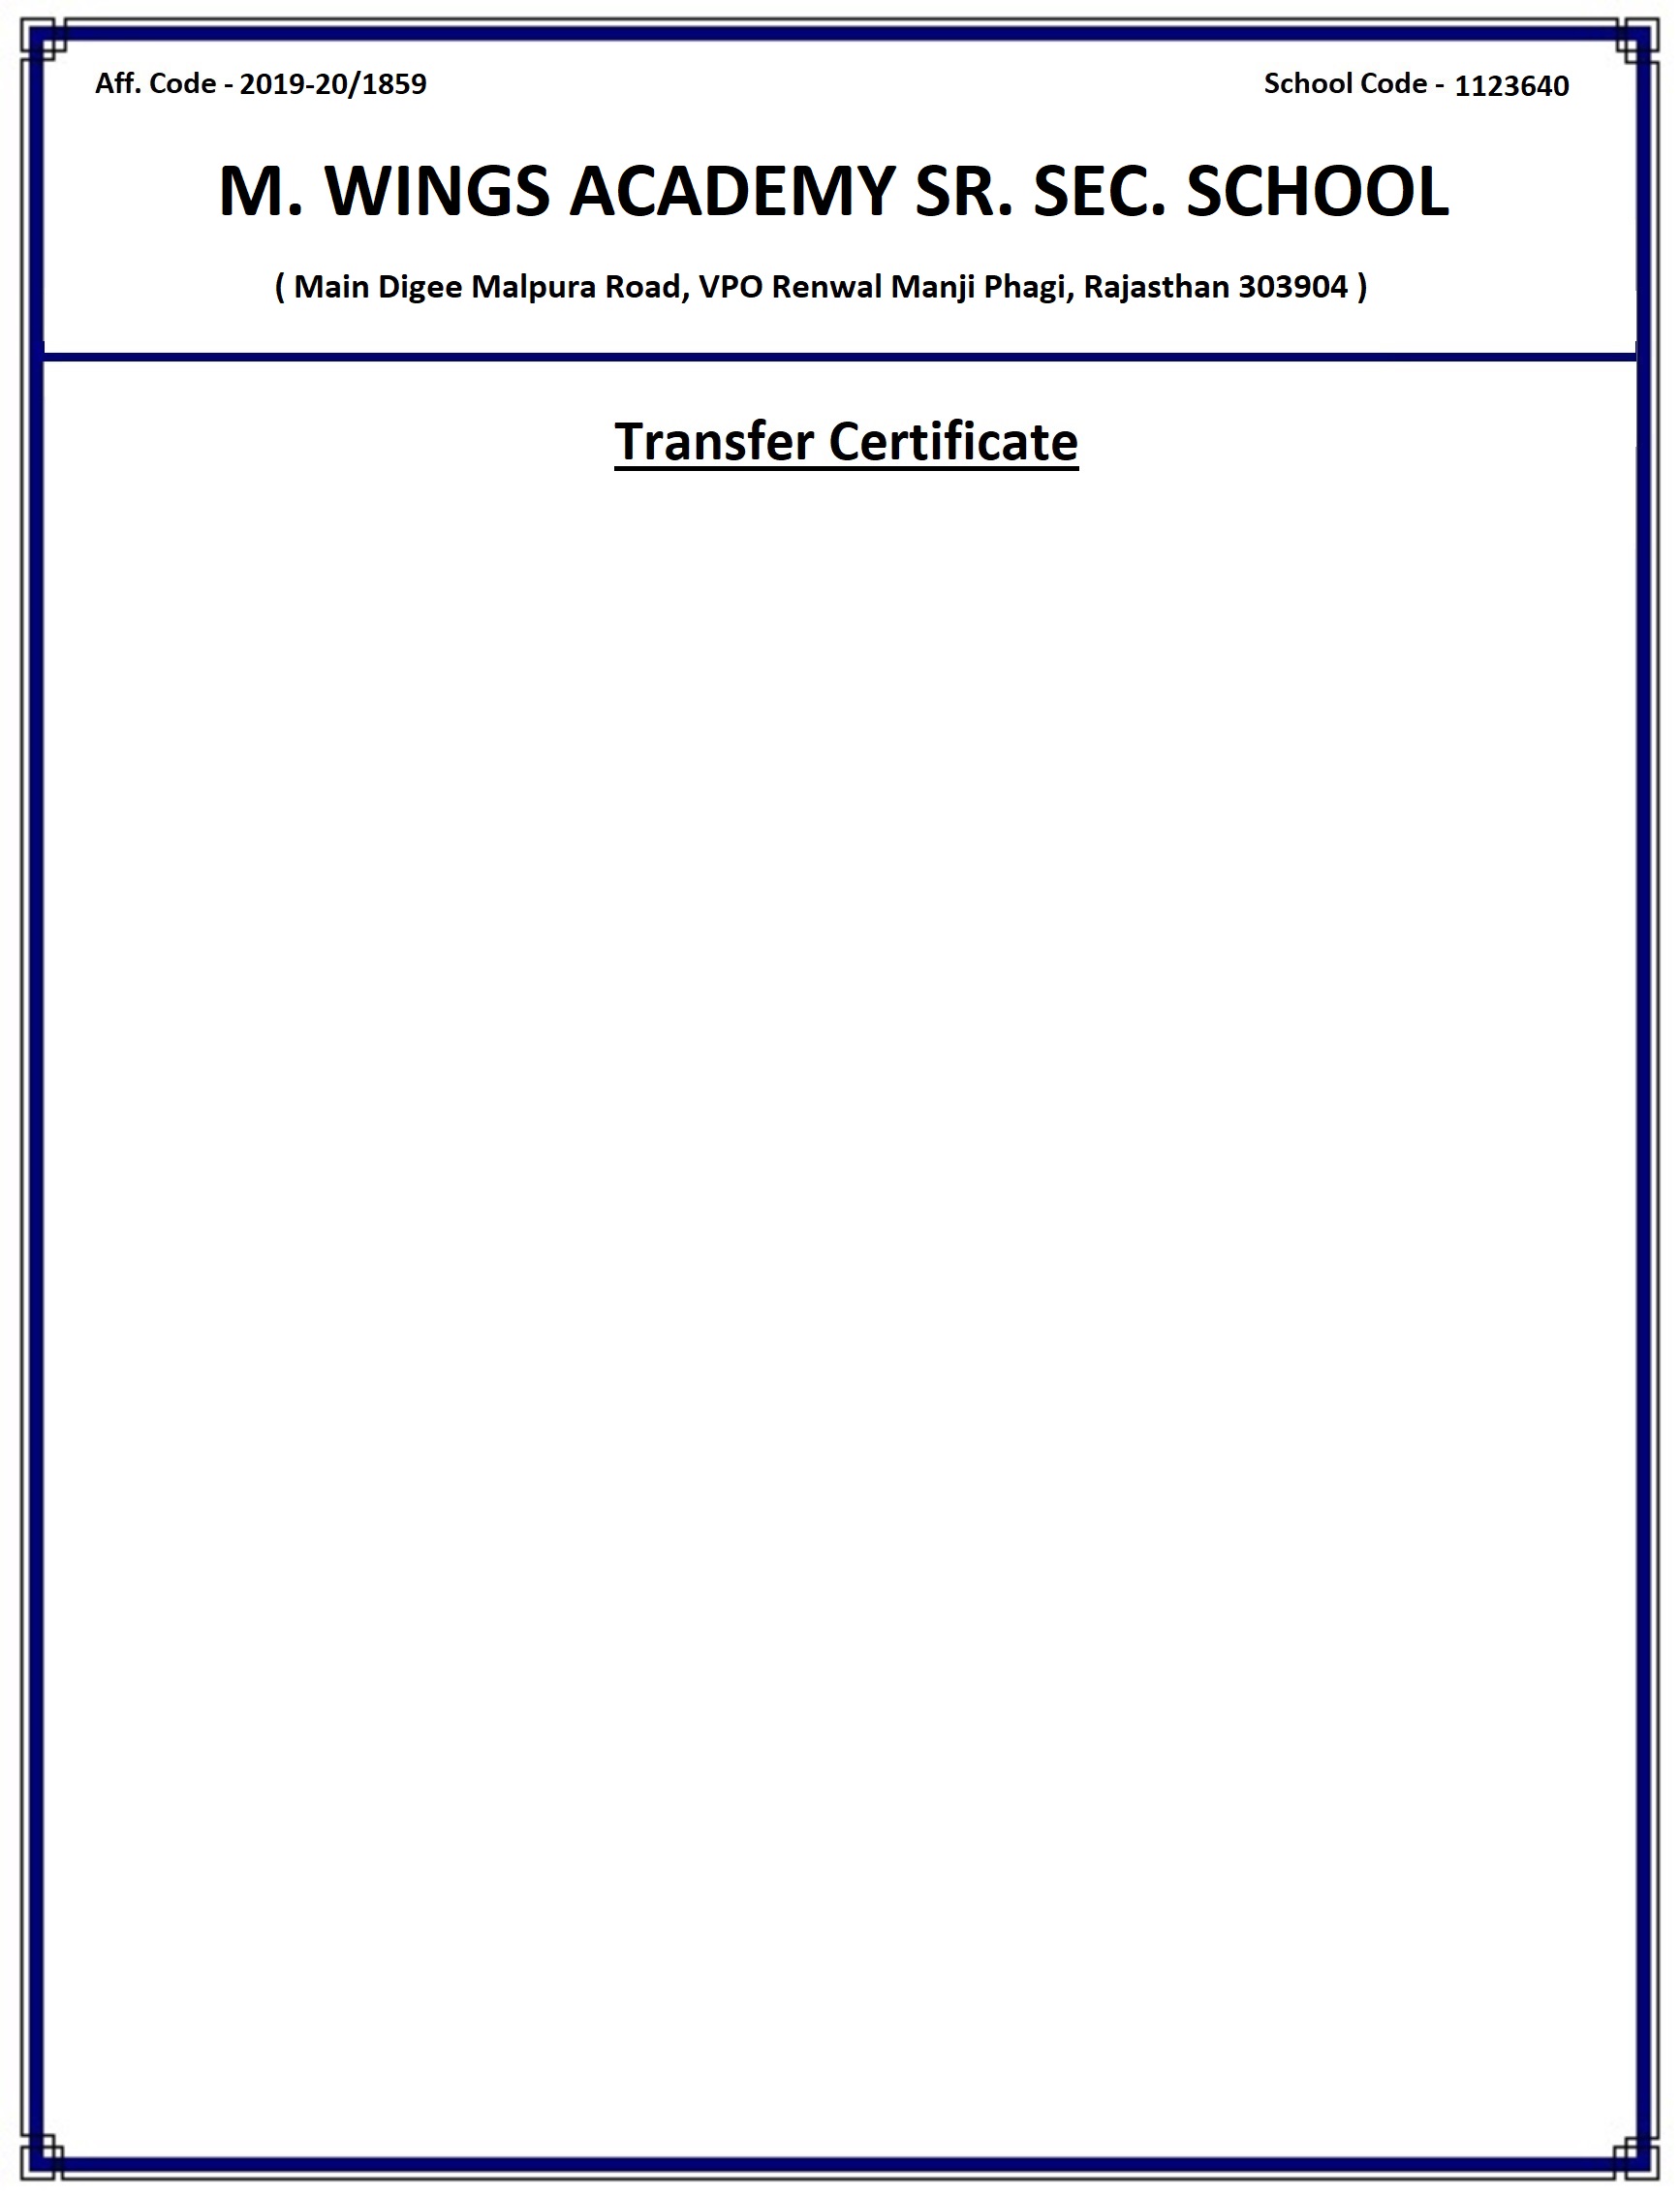 Aff. Code - 2019-20/1859 School Code - 1123640
M. WINGS ACADEMY SR. SEC. SCHOOL
( Main Digee Malpura Road, VPO Renwal Manji Phagi, Rajasthan 303904 )
Transfer Certificate